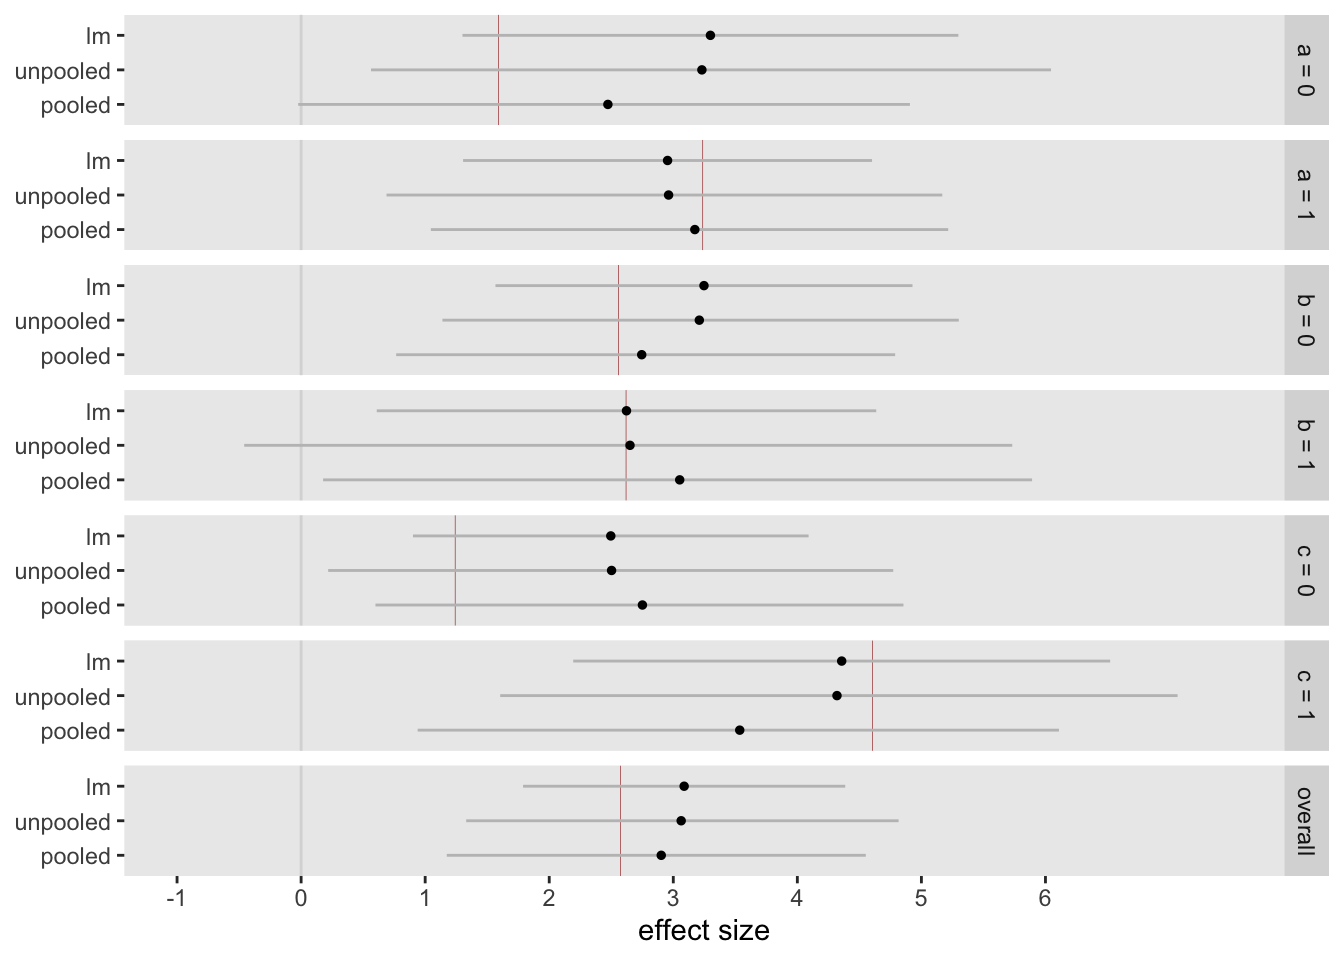 lm
unpooled
pooled
a = 0
lm
unpooled
pooled
a = 1
lm
unpooled
pooled
b = 0
lm
unpooled
pooled
b = 1
lm
unpooled
pooled
c = 0
lm
unpooled
pooled
c = 1
lm
unpooled
pooled
overall
-1 0 1 2 3 4 5 6
effect size